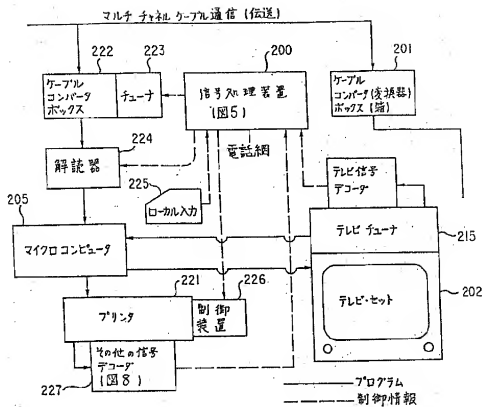 マルチ チャネル ケーブル通信(伝送)
222
223
200
201
ケーブル
コンバータ
ボックス
チューナ
信号処理装置
(図5)
ケーブル
コンバータ(変換器)
ボックス(箱)
224
解読器
電話網
225
ローカル入力
テレビ信号
デコーダ
205
テレビ チューナ
215
マイクロコンピュータ
221
226
202
プリンタ
制御
装置
テレビ・セット
その他の信号
デコーダ
(図8)
227
プログラム
制御情報